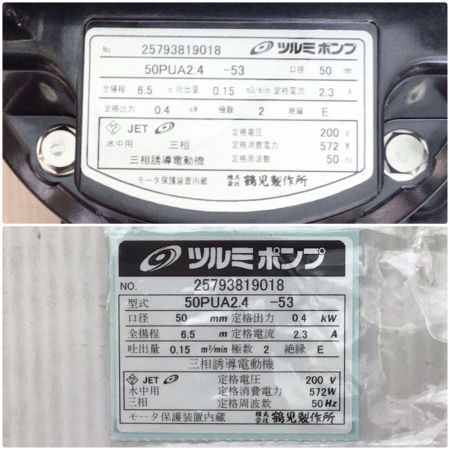 No 25793819018 ツルミポンプ
50PUA2.4 -53 口径 50 mm
全揚程 6.5 m 吐出量 0.15 m3/min 定格電流 2.3 A
定格出力 0.4 kW 極数 2 絶縁 E
JET 定格電圧 200 V
水中用 三相 定格消費電力 572 W
三相誘導電動機 定格周波数 50 Hz
モータ保護装置内蔵 株式会社 鶴見製作所
ツルミポンプ
NO. 25793819018
型式 50PUA2.4 -53
口径 50 mm 定格出力 0.4 kW
全揚程 6.5 m 定格電流 2.3 A
吐出量 0.15 m³/min 極数 2 絶縁 E
三相誘導電動機
JET 定格電圧 200 V
水中用 定格消費電力 572W
三相 定格周波数 50Hz
モータ保護装置内蔵 株式会社 鶴見製作所